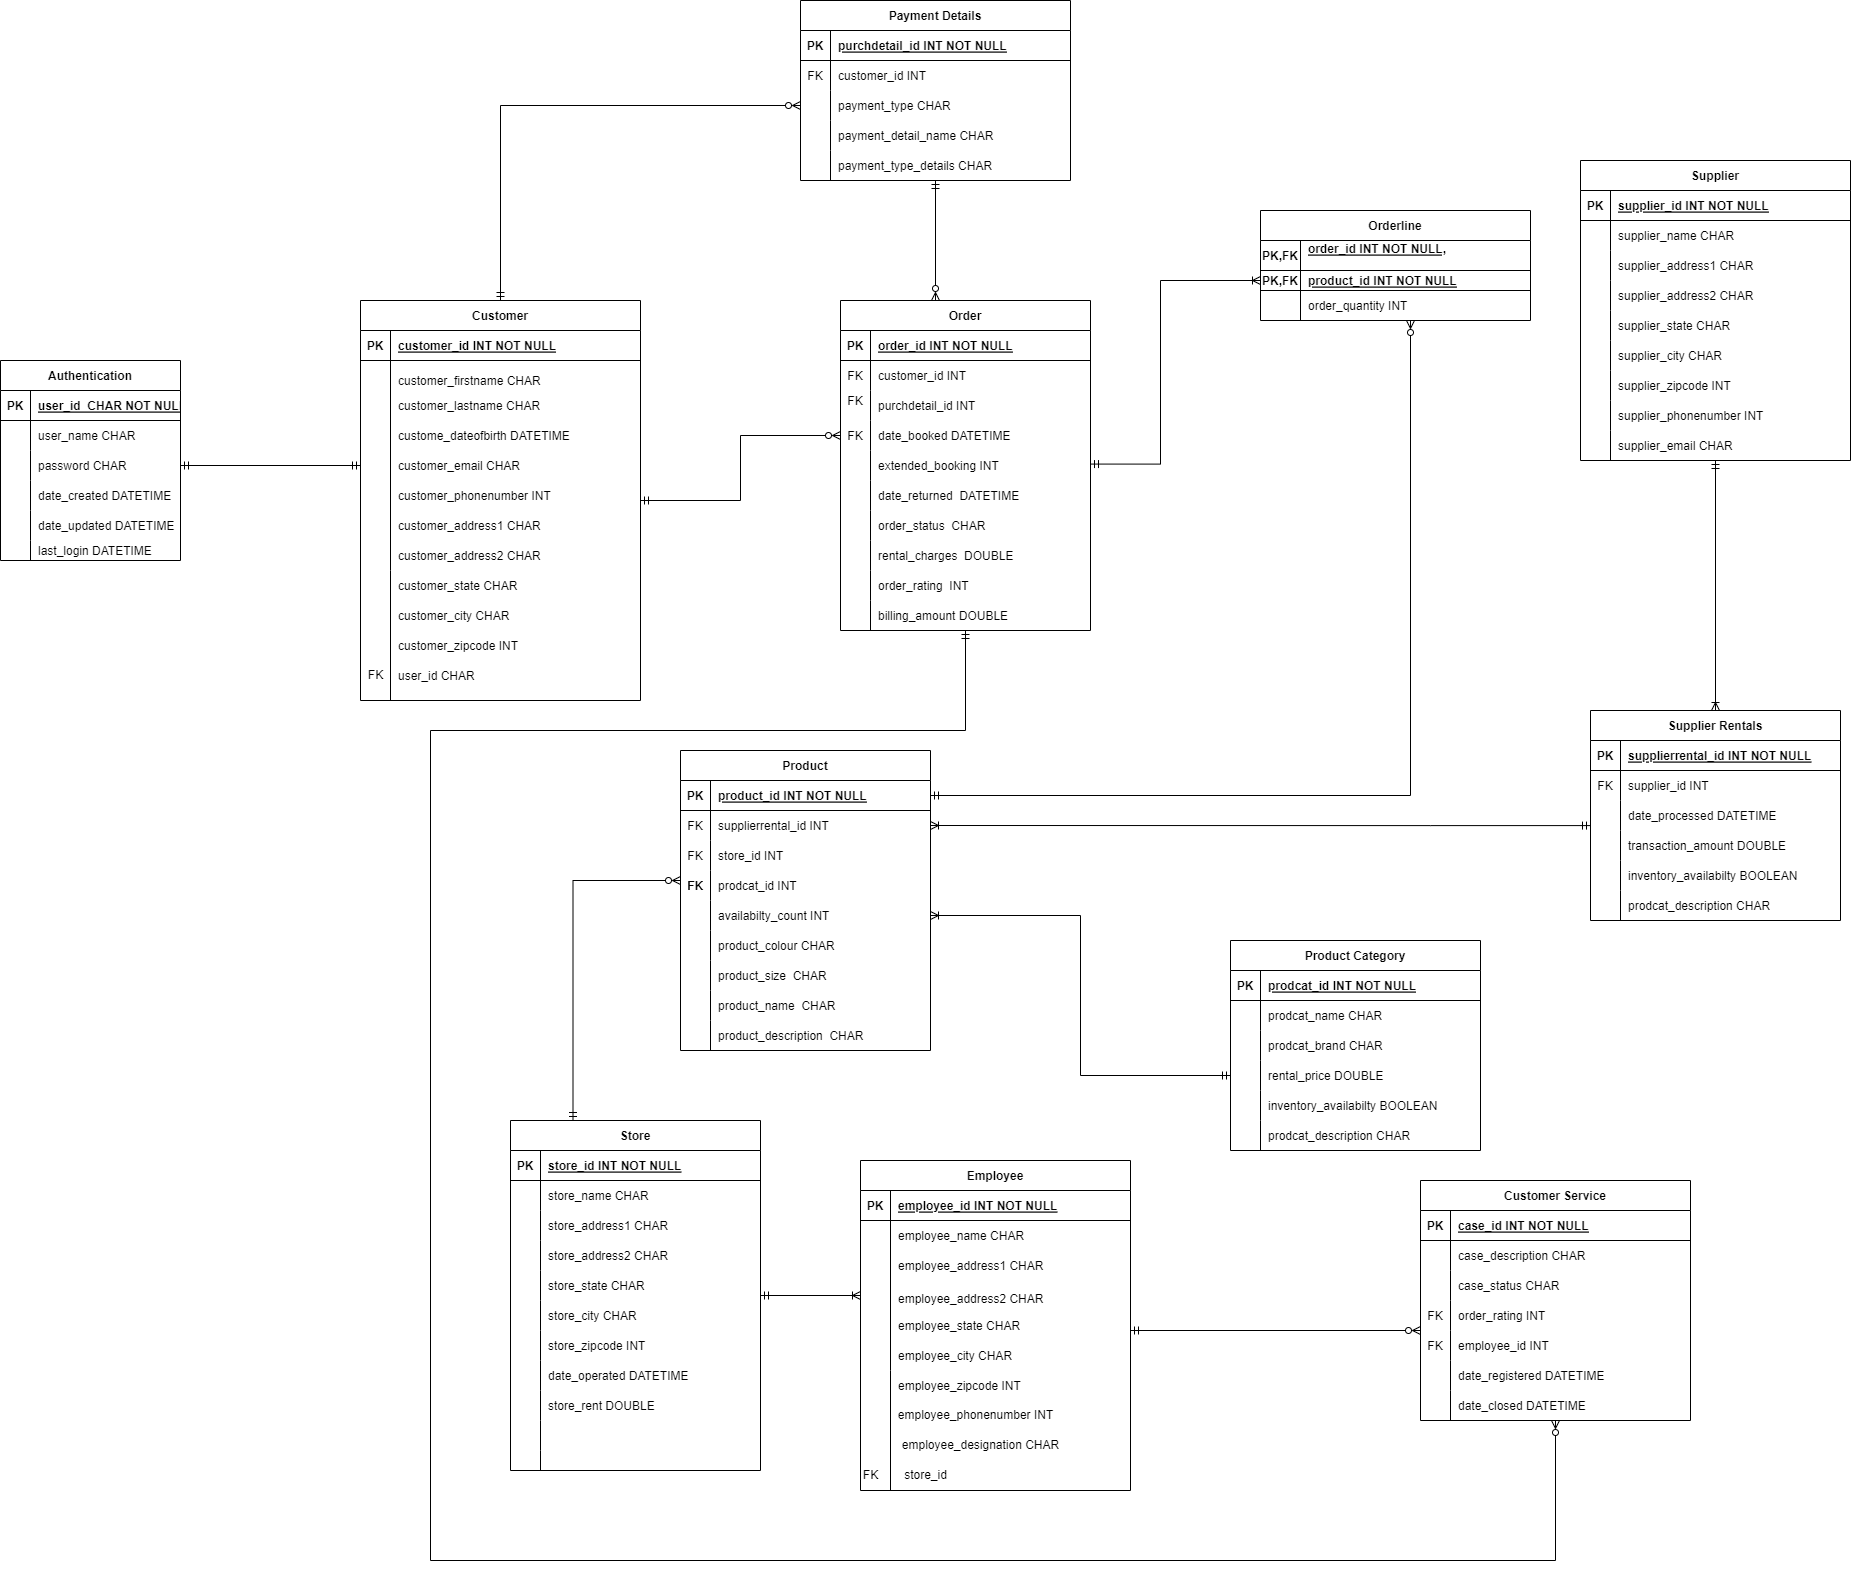 Payment Details
PK purchdetail_id INT NOT NULL
FK customer_id INT
payment_type CHAR
payment_detail_name CHAR
payment_type_details CHAR
Supplier
PK supplier_id INT NOT NULL
supplier_name CHAR
supplier_address1 CHAR
supplier_address2 CHAR
supplier_state CHAR
supplier_city CHAR
supplier_zipcode INT
supplier_phonenumber INT
supplier_email CHAR
Orderline
PK,FK order_id INT NOT NULL,
PK,FK product_id INT NOT NULL
order_quantity INT
Customer
PK customer_id INT NOT NULL
customer_firstname CHAR
customer_lastname CHAR
custome_dateofbirth DATETIME
customer_email CHAR
customer_phonenumber INT
customer_address1 CHAR
customer_address2 CHAR
customer_state CHAR
customer_city CHAR
customer_zipcode INT
FK user_id CHAR
Order
PK order_id INT NOT NULL
FK customer_id INT
FK purchdetail_id INT
FK date_booked DATETIME
extended_booking INT
date_returned DATETIME
order_status CHAR
rental_charges DOUBLE
order_rating INT
billing_amount DOUBLE
Authentication
PK user_id CHAR NOT NUL
user_name CHAR
password CHAR
date_created DATETIME
date_updated DATETIME
last_login DATETIME
Supplier Rentals
PK supplierrental_id INT NOT NULL
FK supplier_id INT
date_processed DATETIME
transaction_amount DOUBLE
inventory_availabilty BOOLEAN
prodcat_description CHAR
Product
PK product_id INT NOT NULL
FK supplierrental_id INT
FK store_id INT
FK prodcat_id INT
availabilty_count INT
product_colour CHAR
product_size CHAR
product_name CHAR
product_description CHAR
Product Category
PK prodcat_id INT NOT NULL
prodcat_name CHAR
prodcat_brand CHAR
rental_price DOUBLE
inventory_availabilty BOOLEAN
prodcat_description CHAR
Store
PK store_id INT NOT NULL
store_name CHAR
store_address1 CHAR
store_address2 CHAR
store_state CHAR
store_city CHAR
store_zipcode INT
date_operated DATETIME
store_rent DOUBLE
Employee
PK employee_id INT NOT NULL
employee_name CHAR
employee_address1 CHAR
employee_address2 CHAR
employee_state CHAR
employee_city CHAR
employee_zipcode INT
employee_phonenumber INT
employee_designation CHAR
FK store_id
Customer Service
PK case_id INT NOT NULL
case_description CHAR
case_status CHAR
FK order_rating INT
FK employee_id INT
date_registered DATETIME
date_closed DATETIME